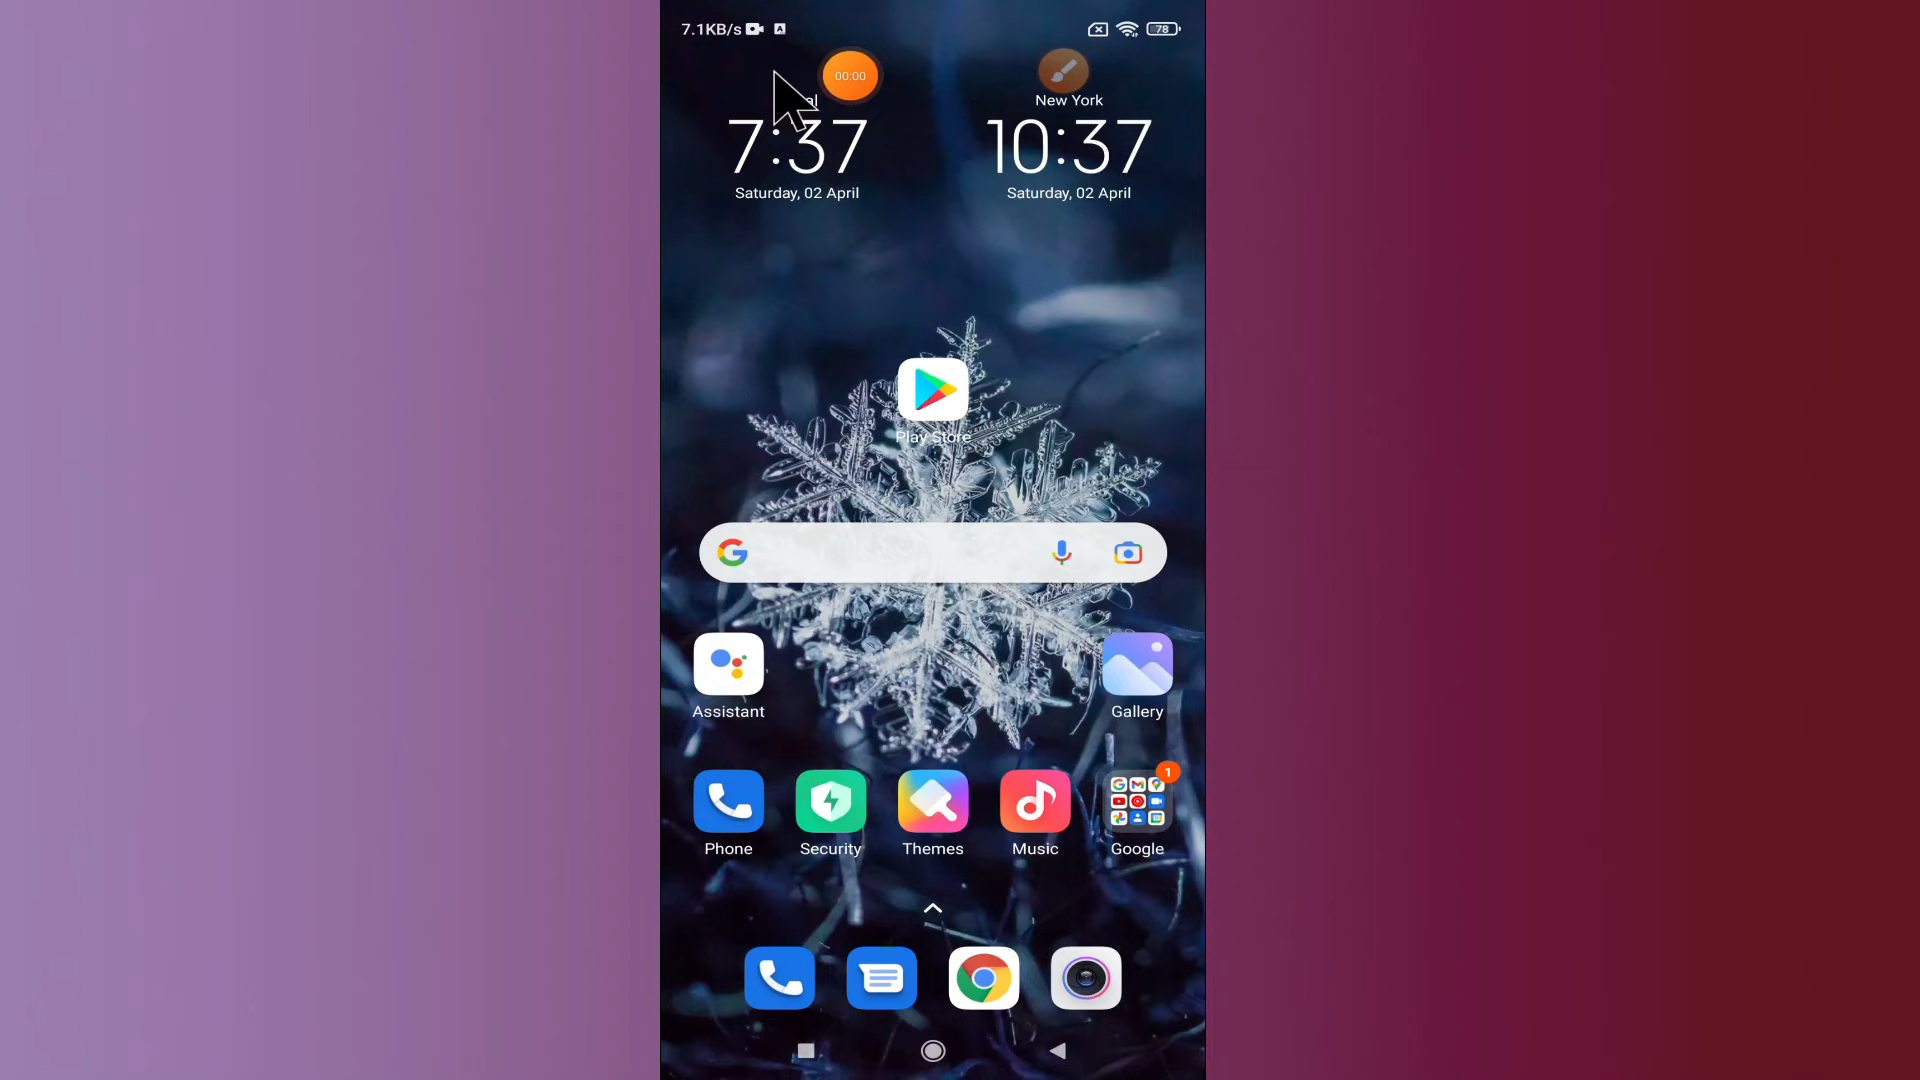 7.1KB/s
A
78
00:00
New York
7:37
10:37
Saturday, 02 April
Saturday, 02 April
Play Store
G
Assistant
Gallery
1
Phone
Security
Themes
Music
Google